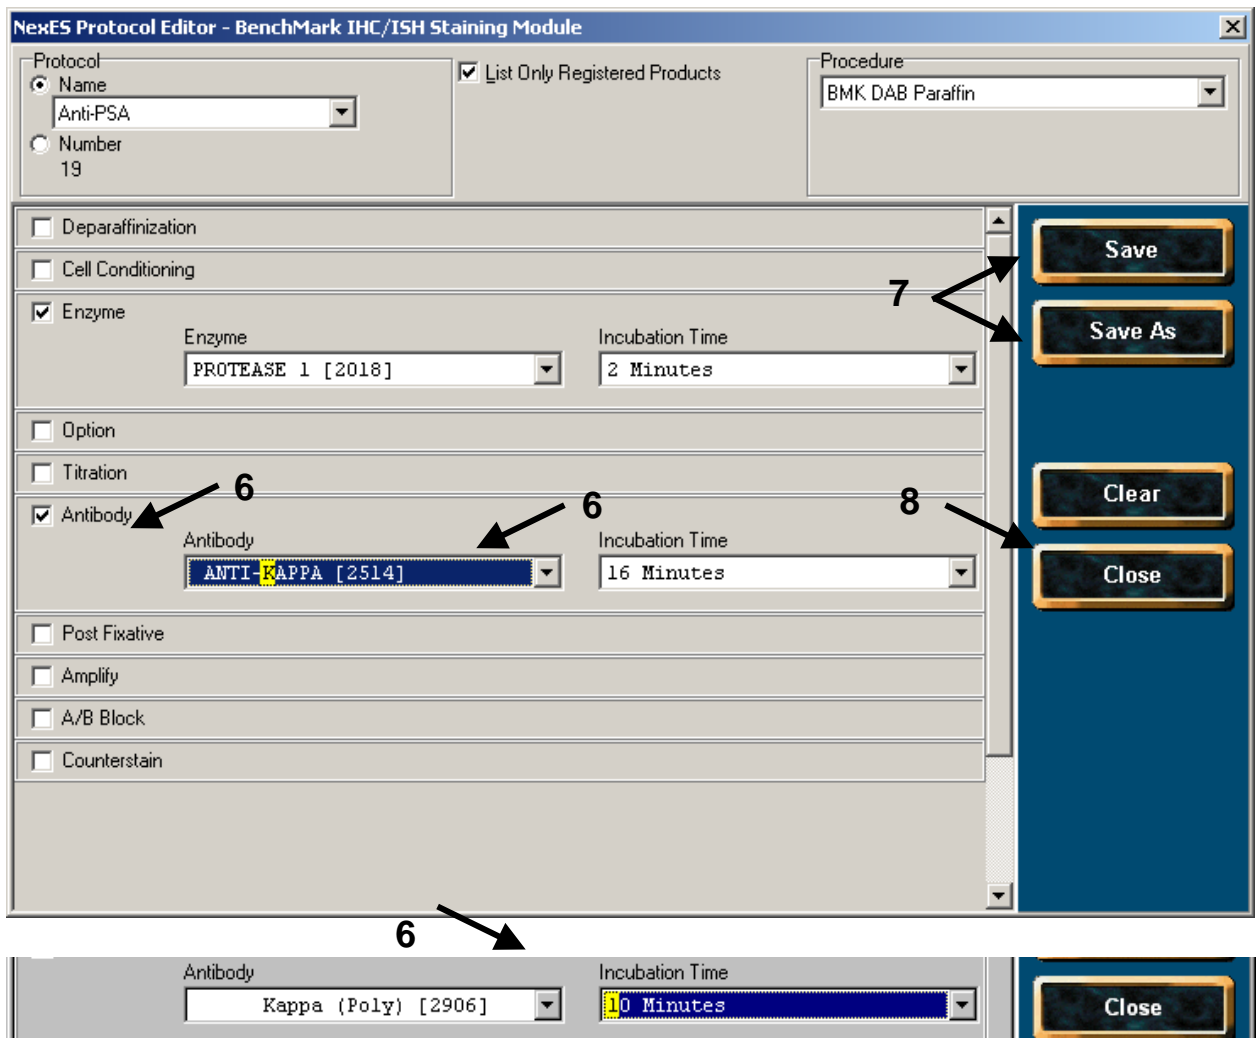 NexES Protocol Editor - BenchMark IHC/ISH Staining Module
Protocol
Name
Anti-PSA
Number
19
List Only Registered Products
Procedure
BMK DAB Paraffin
Deparaffinization
Cell Conditioning
Enzyme
Enzyme
PROTEASE 1 [2018]
Incubation Time
2 Minutes
Option
Titration
Antibody
6
Antibody
ANTI-KAPPA [2514]
6
Incubation Time
16 Minutes
Post Fixative
Amplify
A/B Block
Counterstain
7
Save
Save As
Clear
8
Close
6
Antibody
Kappa (Poly) [2906]
Incubation Time
10 Minutes
Close